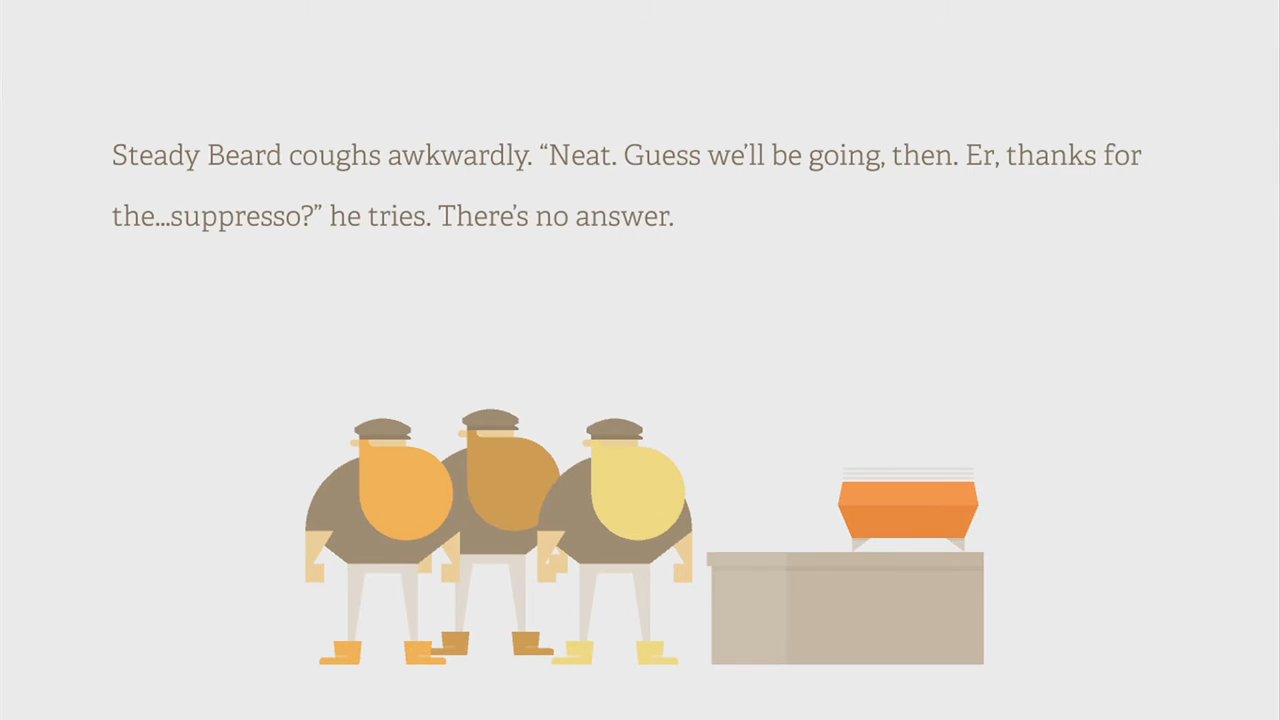 Steady Beard coughs awkwardly. “Neat. Guess we’ll be going, then. Er, thanks for
the...suppresso?” he tries. There’s no answer.